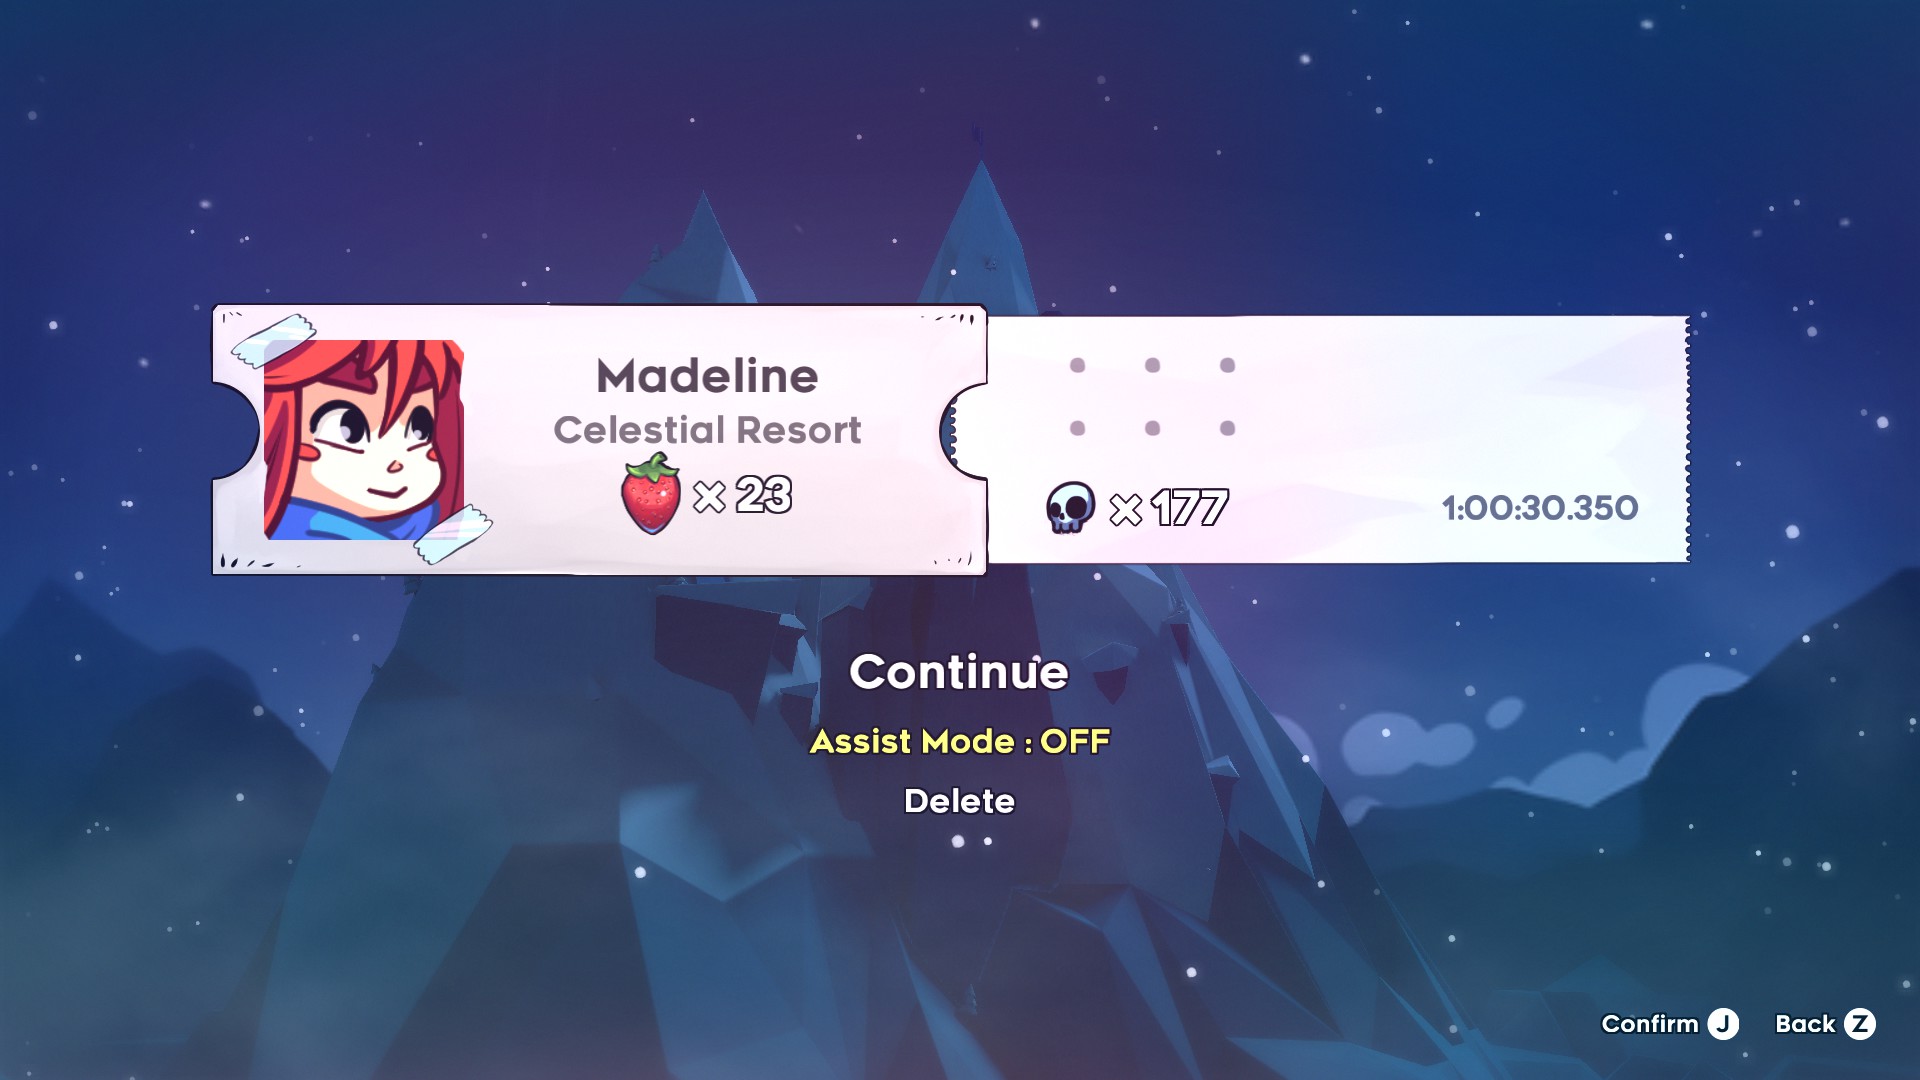 Madeline
Celestial Resort
× 23
× 177
1:00:30.350
Continue
Assist Mode : OFF
Delete
Confirm J
Back Z